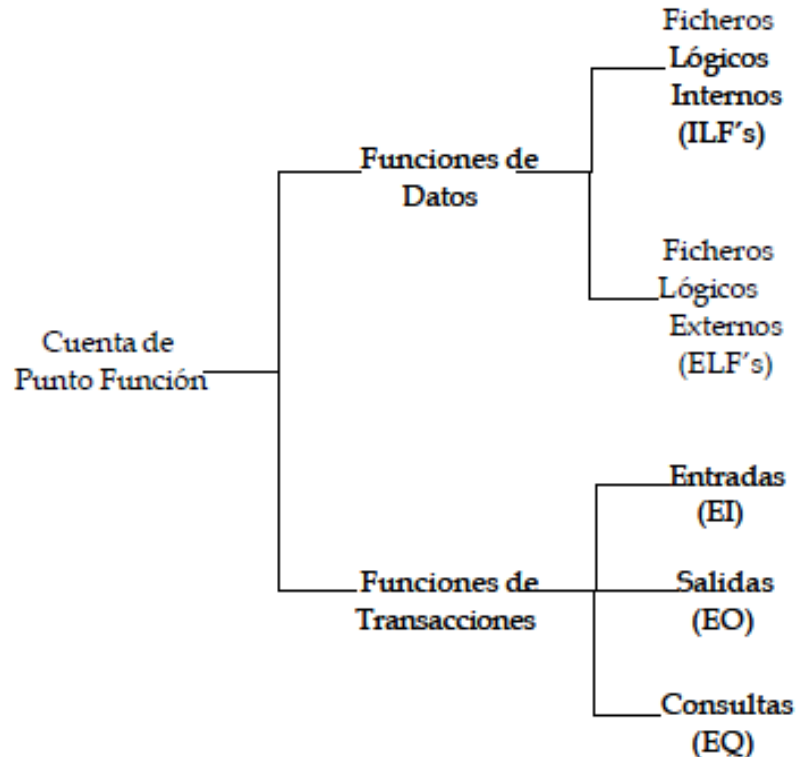 Ficheros
Lógicos
Internos
(ILF´s)
Funciones de
Datos
Ficheros
Lógicos
Externos
(ELF´s)
Cuenta de
Punto Función
Entradas
(EI)
Funciones de
Transacciones
Salidas
(EO)
Consultas
(EQ)